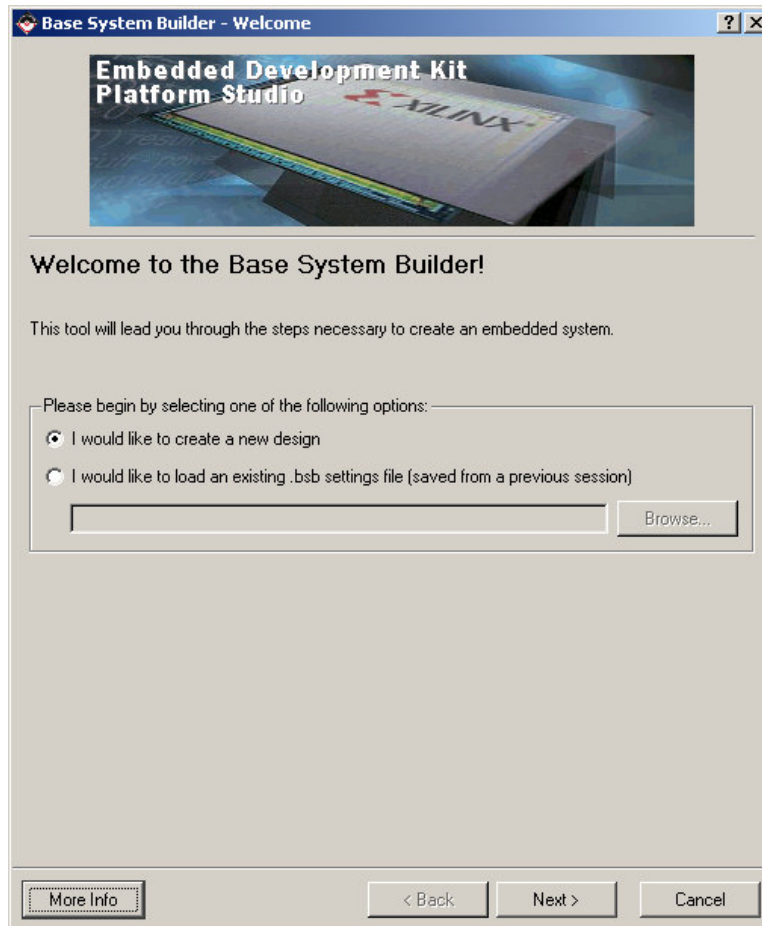 Base System Builder - Welcome
Embedded Development Kit
Platform Studio
XILINX
Welcome to the Base System Builder!
This tool will lead you through the steps necessary to create an embedded system.
Please begin by selecting one of the following options:
I would like to create a new design
I would like to load an existing .bsb settings file (saved from a previous session)
Browse...
More Info
< Back
Next >
Cancel